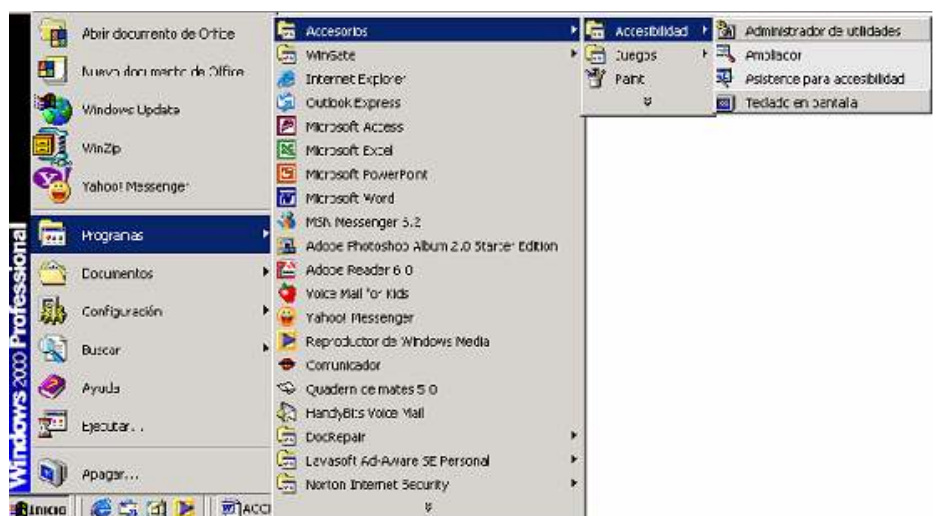 Abrir documento de Office
Nuevo documento de Office
Windows Update
WinZip
Yahoo! Messenger
Programas
Documentos
Configuración
Buscar
Ayuda
Ejecutar...
Apagar...
Windows 2000 Professional
Inicio
ACCI
Accesorios
WinGate
Internet Explorer
Outlook Express
Microsoft Access
Microsoft Excel
Microsoft PowerPoint
Microsoft Word
MSN Messenger
Adobe Photoshop Album 2.0 Starter Edition
Adobe Reader 6.0
Voice Mail for Kids
Yahoo! Messenger
Reproductor de Windows Media
Comunicador
Quadern de mates 5.0
HandyBits Voice Mail
DocRepair
Lavasoft Ad-Aware SE Personal
Norton Internet Security
Accesibilidad
Juegos
Paint
Administrador de utilidades
Ampliador
Asistente para accesibilidad
Teclado en pantalla